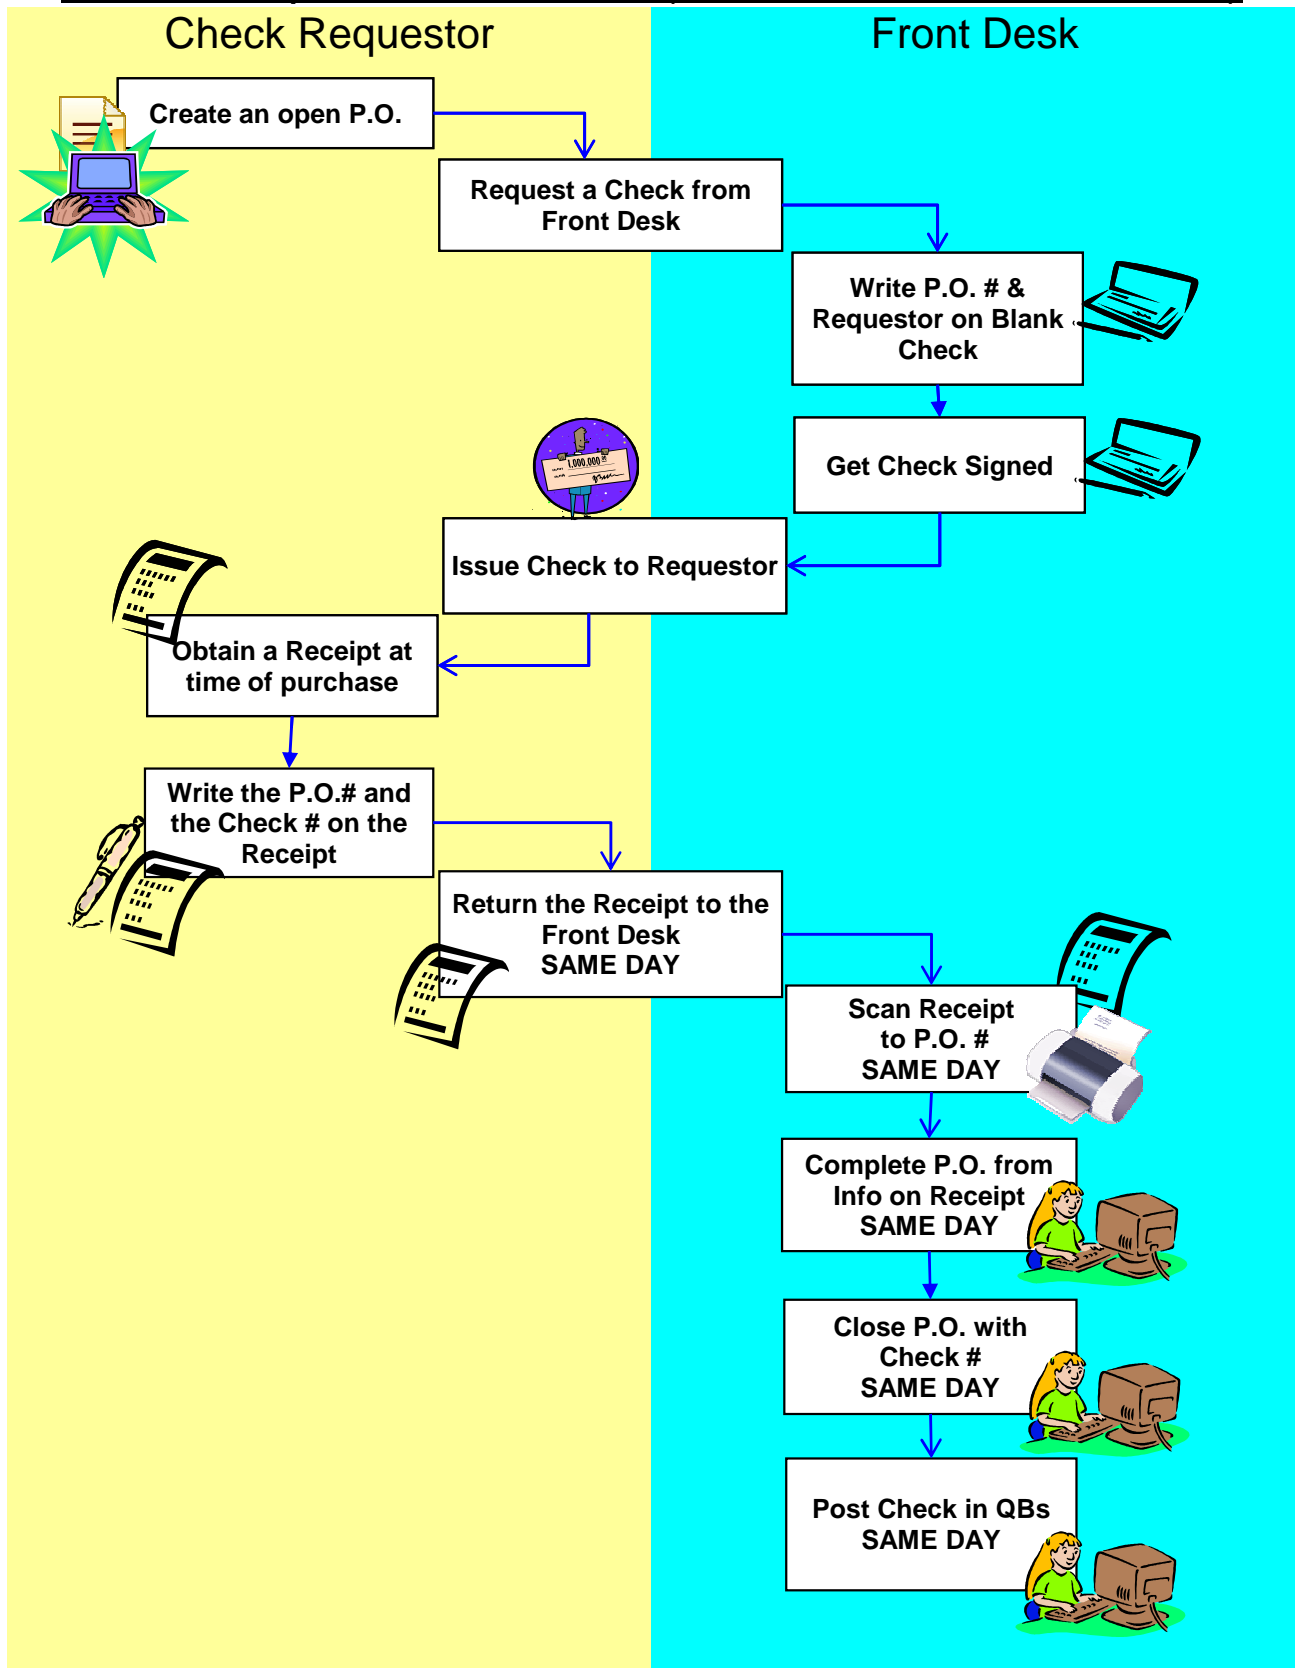 Check Requestor
Front Desk
Create an open P.O.
Request a Check from
Front Desk
Write P.O. # &
Requestor on Blank
Check
Get Check Signed
1,000,000
Issue Check to Requestor
Obtain a Receipt at
time of purchase
Write the P.O.# and
the Check # on the
Receipt
Return the Receipt to the
Front Desk
SAME DAY
Scan Receipt
to P.O. #
SAME DAY
Complete P.O. from
Info on Receipt
SAME DAY
Close P.O. with
Check #
SAME DAY
Post Check in QBs
SAME DAY